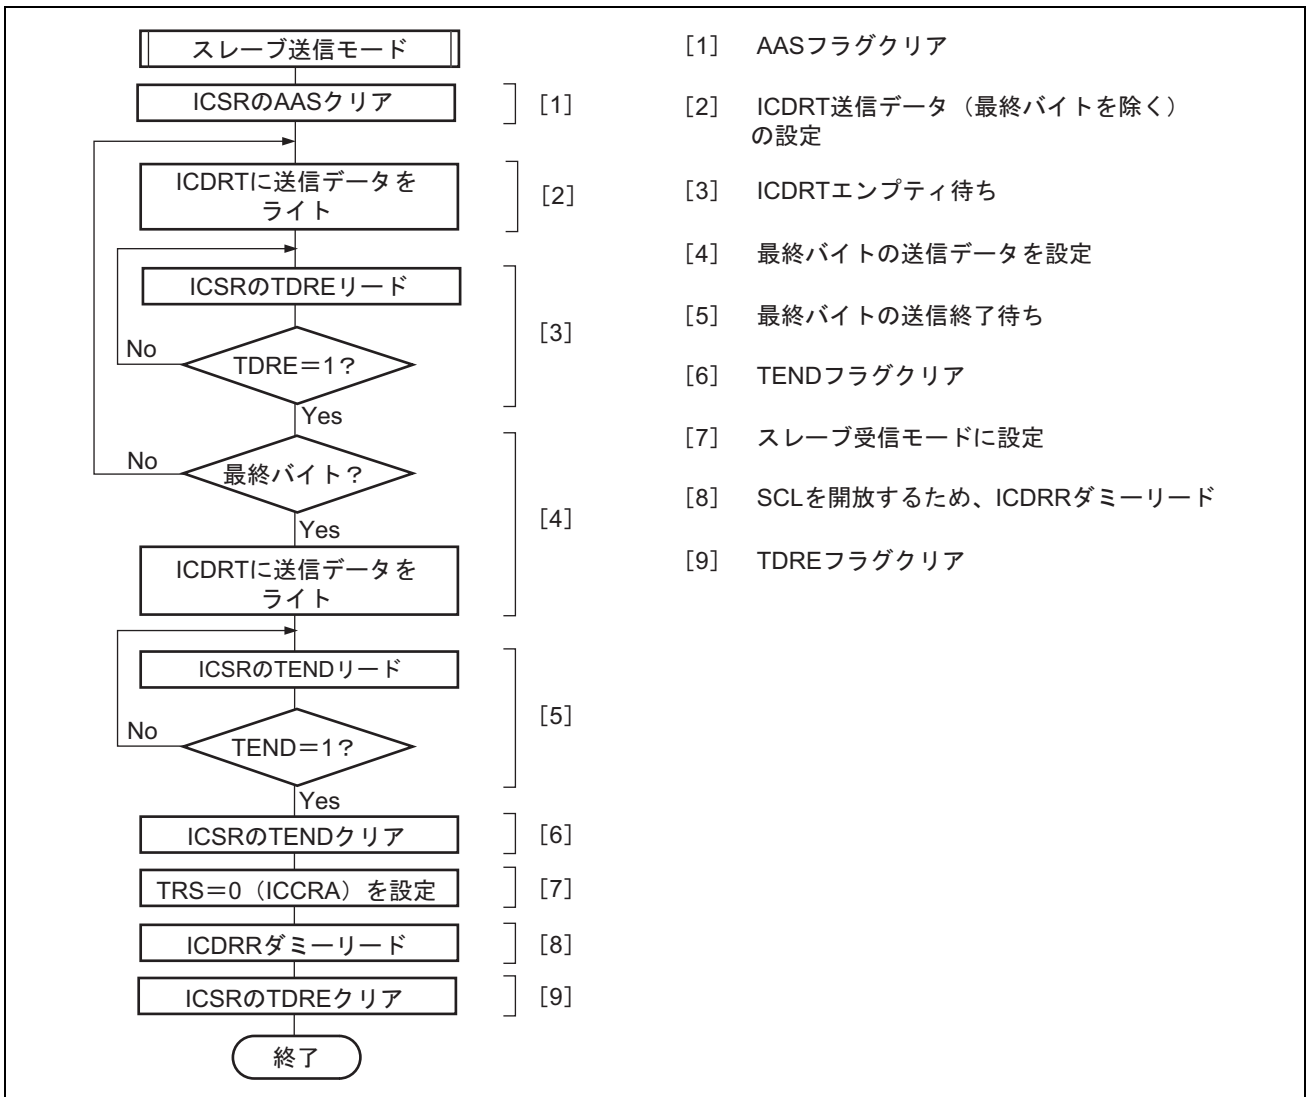 スレーブ送信モード
ICSRのAASクリア
[1]
ICDRTに送信データを
ライト
[2]
ICSRのTDREリード
[3]
No
TDRE＝1？
Yes
No
最終バイト？
[4]
Yes
ICDRTに送信データを
ライト
ICSRのTENDリード
[5]
No
TEND＝1？
Yes
ICSRのTENDクリア
[6]
TRS＝0（ICCRA）を設定
[7]
ICDRRダミーリード
[8]
ICSRのTDREクリア
[9]
終了
[1] AASフラグクリア
[2] ICDRT送信データ（最終バイトを除く）
の設定
[3] ICDRTエンプティ待ち
[4] 最終バイトの送信データを設定
[5] 最終バイトの送信終了待ち
[6] TENDフラグクリア
[7] スレーブ受信モードに設定
[8] SCLを開放するため、ICDRRダミーリード
[9] TDREフラグクリア